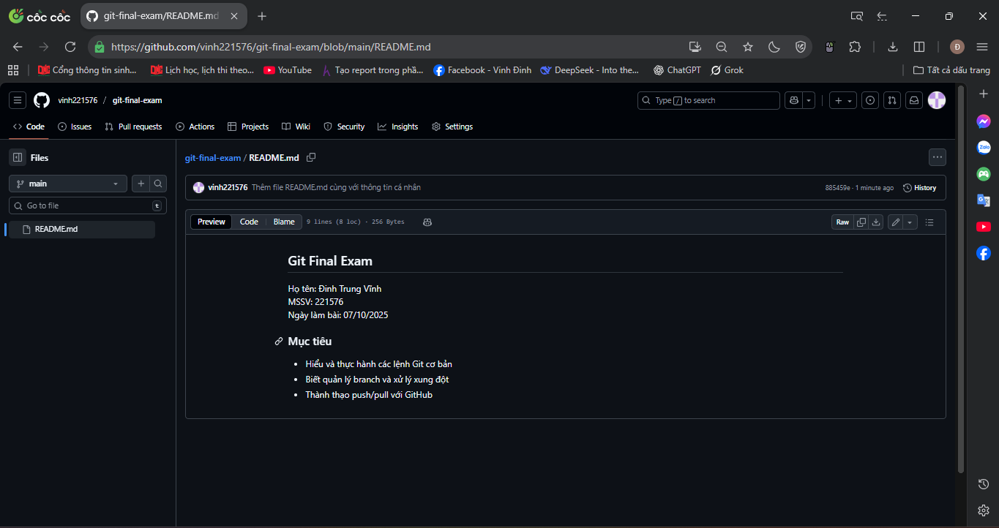 cốc cốc
git-final-exam/README.md
https://github.com/vinh221576/git-final-exam/blob/main/README.md
Đ
Cổng thông tin sinh...
Lịch học, lịch thi theo...
YouTube
Tạo report trong phầ...
Facebook - Vinh Đinh
DeepSeek - Into the...
ChatGPT
Grok
Tất cả dấu trang
vinh221576 / git-final-exam
Type / to search
Code
Issues
Pull requests
Actions
Projects
Wiki
Security
Insights
Settings
Files
main
Go to file
t
README.md
git-final-exam / README.md
vinh221576 Thêm file README.md cùng với thông tin cá nhân
885459e · 1 minute ago
History
Preview
Code
Blame
9 lines (8 loc) · 256 Bytes
Raw
Git Final Exam
Họ tên: Đinh Trung Vĩnh
MSSV: 221576
Ngày làm bài: 07/10/2025
Mục tiêu
Hiểu và thực hành các lệnh Git cơ bản
Biết quản lý branch và xử lý xung đột
Thành thạo push/pull với GitHub
Zalo